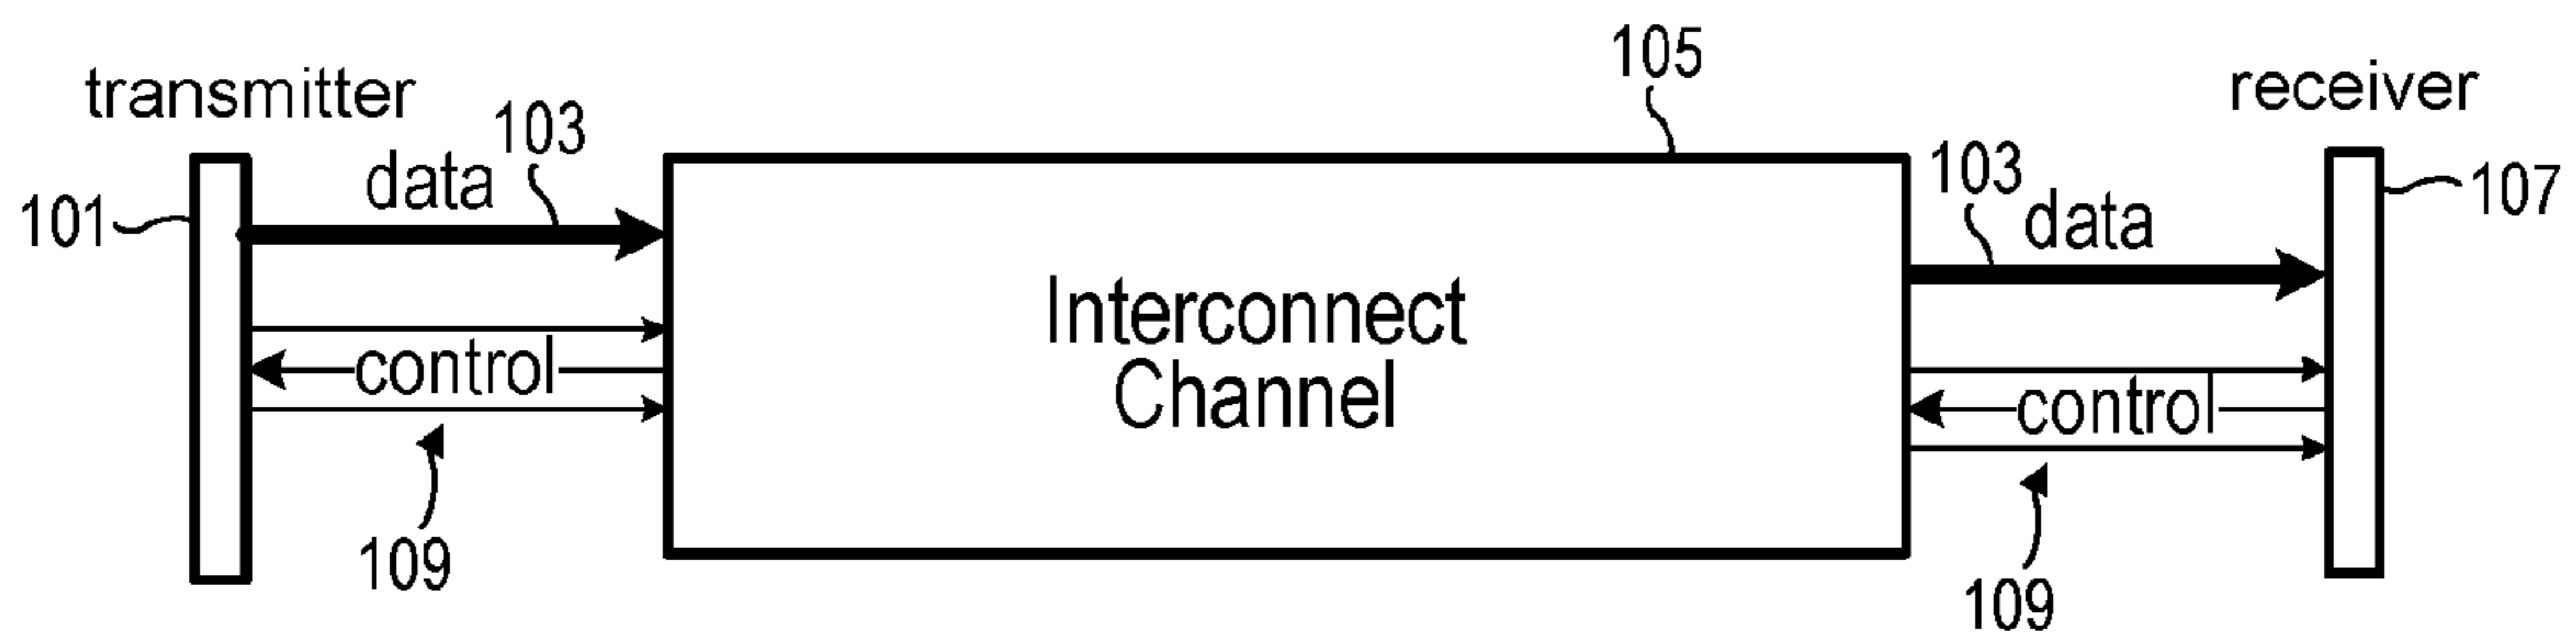 105
transmitter
receiver
103
data
103
data
101
107
Interconnect
Channel
control
control
109
109